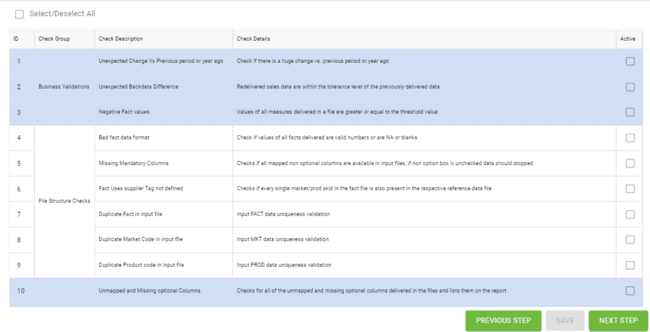 Select/Deselect All
ID Check Group Check Description Check Details Active
1 Unexpected Change Vs Previous period or year ago Check if there is a huge change vs. previous period or year ago
2 Business Validations Unexpected Backdata Difference Redelivered sales data are within the tolerance level of the previously delivered data
3 Negative Fact values Values of all measures delivered in a file are greater or equal to the threshold value
4 Bad fact data format Check if values of all facts delivered are valid numbers or are NA or blanks
5 Missing Mandatory Columns Checks if all mapped non optional columns are available in input files, if non option box is unchecked data should stopped
6 Fact Uses supplier Tag not defined Checks if every single market/prod skid in the fact file is also present in the respective reference data file
File Structure Checks
7 Duplicate Fact in input file Input FACT data uniqueness validation
8 Duplicate Market Code in input file Input MKT data uniqueness validation
9 Duplicate Product code in input file Input PROD data uniqueness validation
10 Unmapped and Missing optional Columns Checks for all of the unmapped and missing optional columns delivered in the files and lists them on the report
PREVIOUS STEP SAVE NEXT STEP